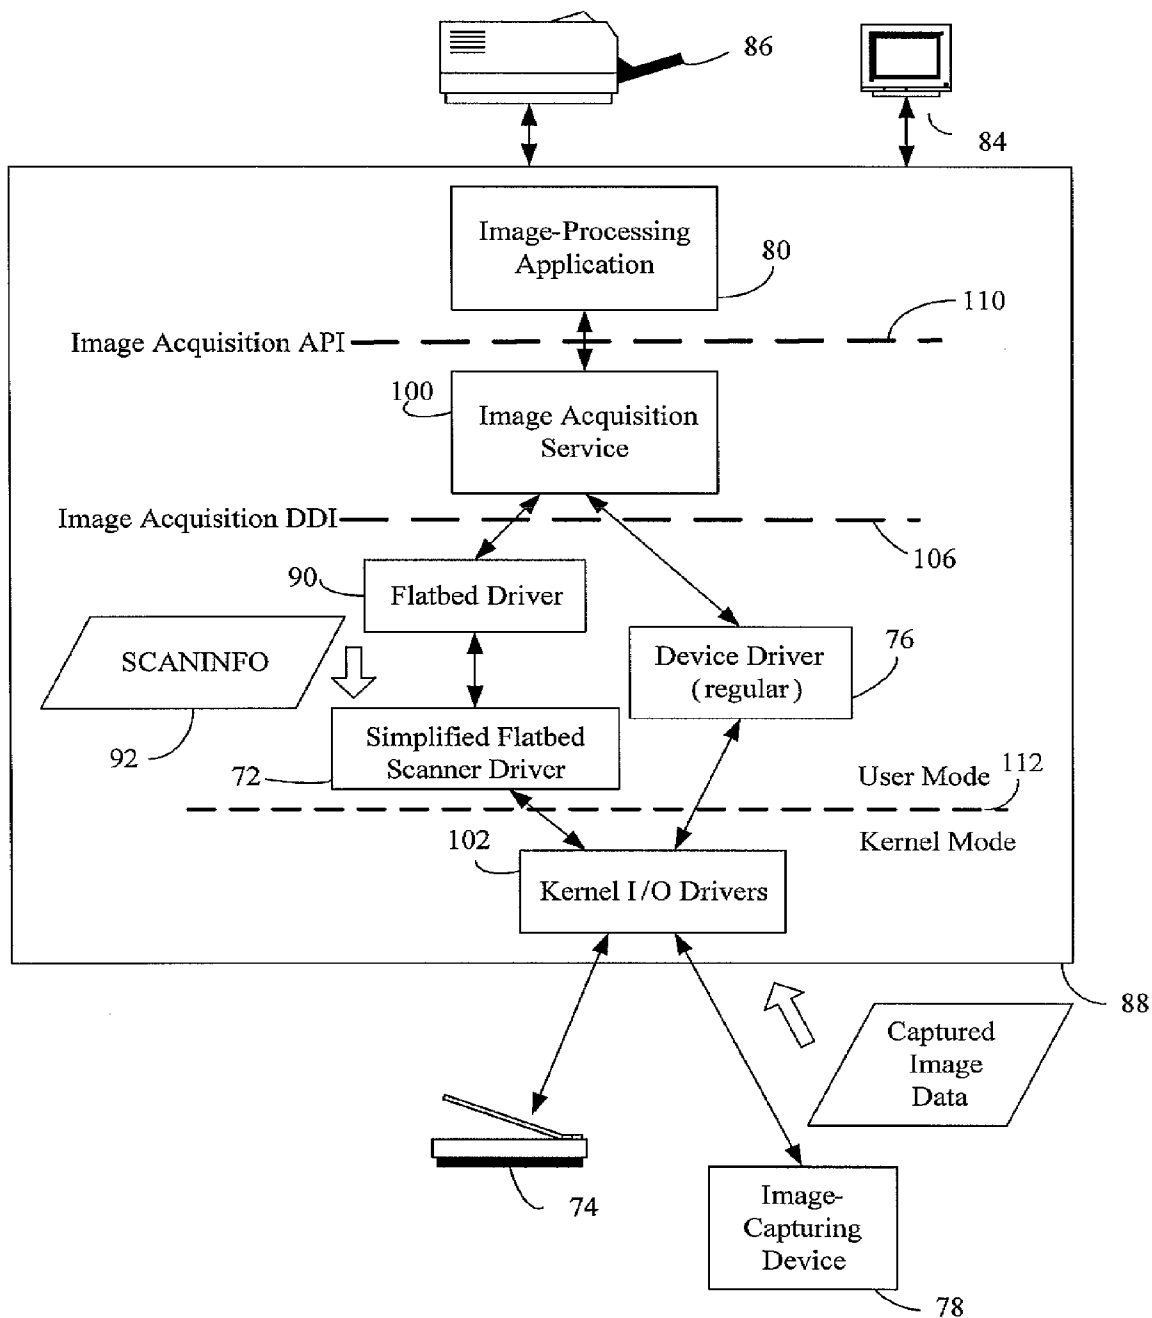 86
84
Image-Processing
Application
80
110
Image Acquisition API
100
Image Acquisition
Service
Image Acquisition DDI
106
90
Flatbed Driver
SCANINFO
76
Device Driver
(regular)
92
Simplified Flatbed
Scanner Driver
72
User Mode
112
102
Kernel Mode
Kernel I/O Drivers
88
Captured
Image
Data
74
Image-
Capturing
Device
78